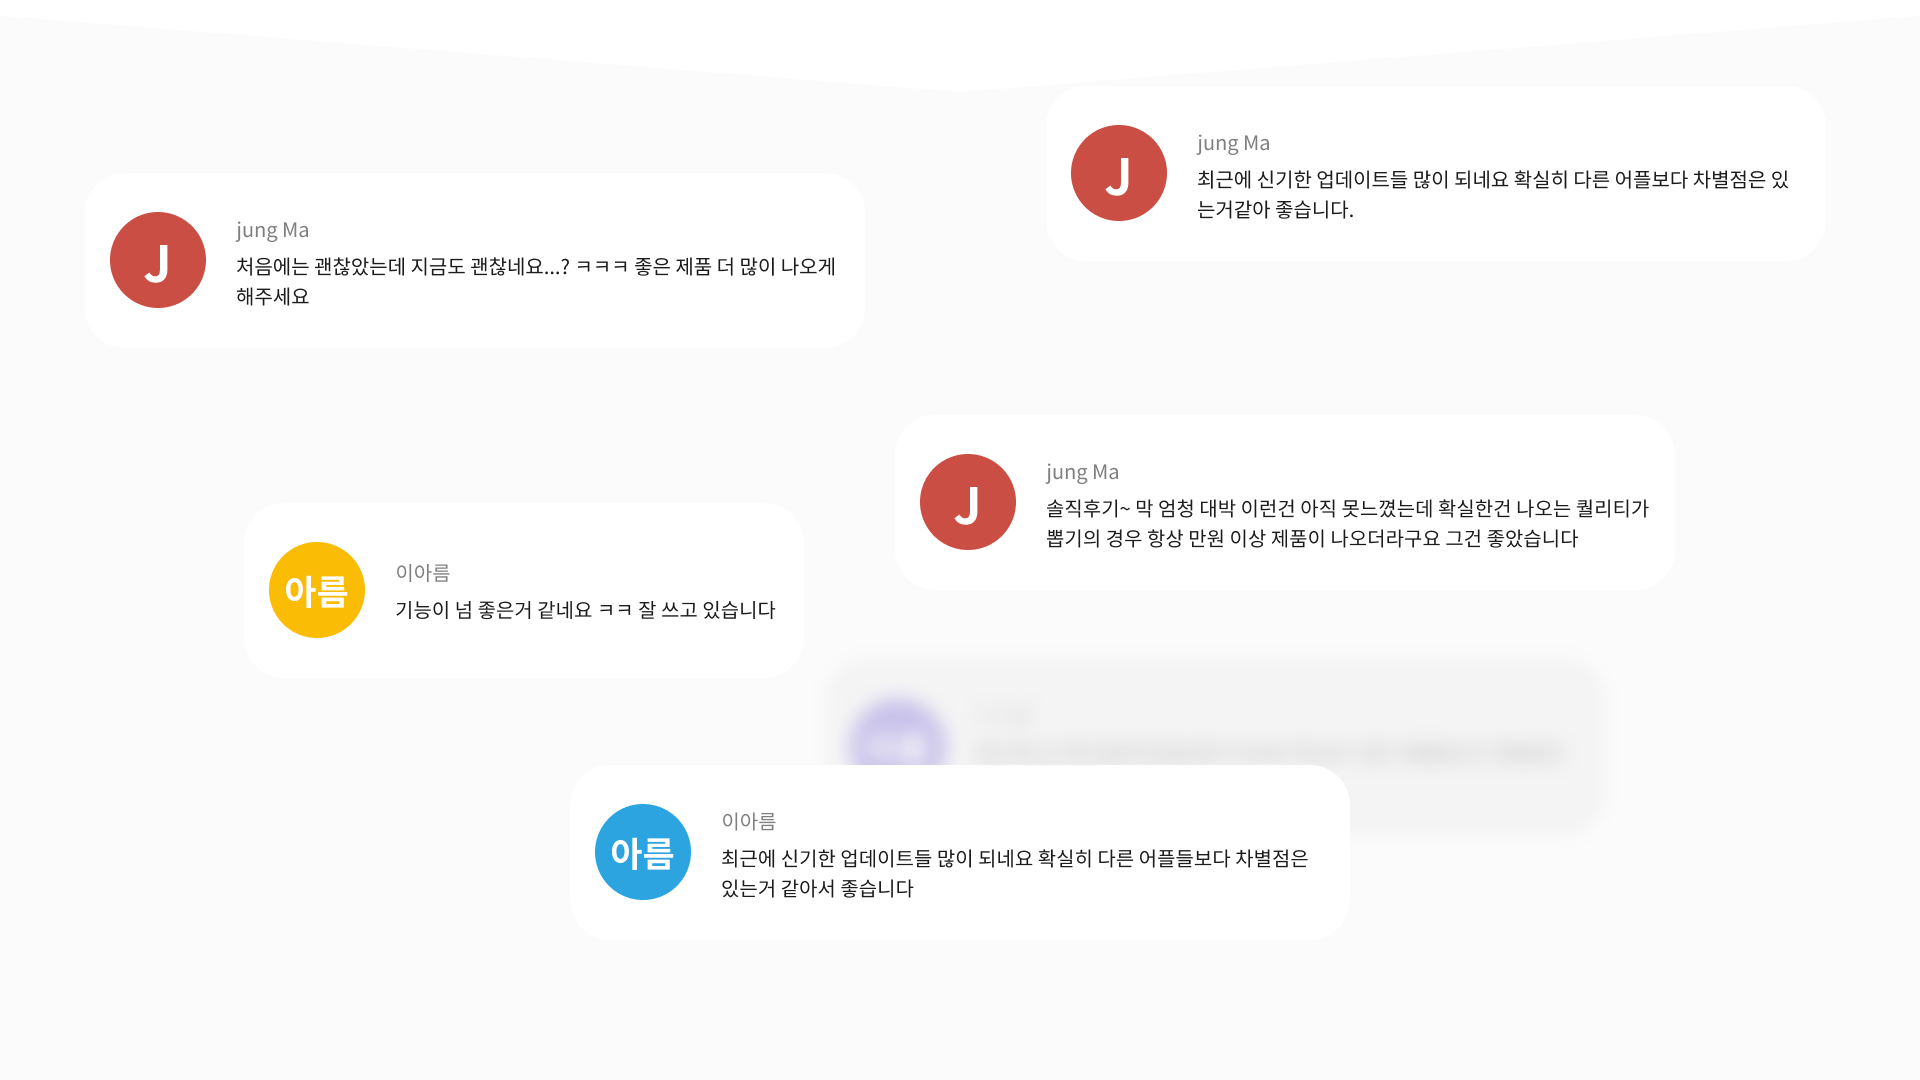 J
jung Ma
최근에 신기한 업데이트들 많이 되네요 확실히 다른 어플보다 차별점은 있
는거같아 좋습니다.
J
jung Ma
처음에는 괜찮았는데 지금도 괜찮네요...? ㅋㅋㅋ 좋은 제품 더 많이 나오게
해주세요
J
jung Ma
솔직후기~ 막 엄청 대박 이런건 아직 못느꼈는데 확실한건 나오는 퀄리티가
뽑기의 경우 항상 만원 이상 제품이 나오더라구요 그건 좋았습니다
아름
이아름
기능이 넘 좋은거 같네요 ㅋㅋ 잘 쓰고 있습니다
아름
이아름
최근에 신기한 업데이트들 많이 되네요 확실히 다른 어플들보다 차별점은
있는거 같아서 좋습니다